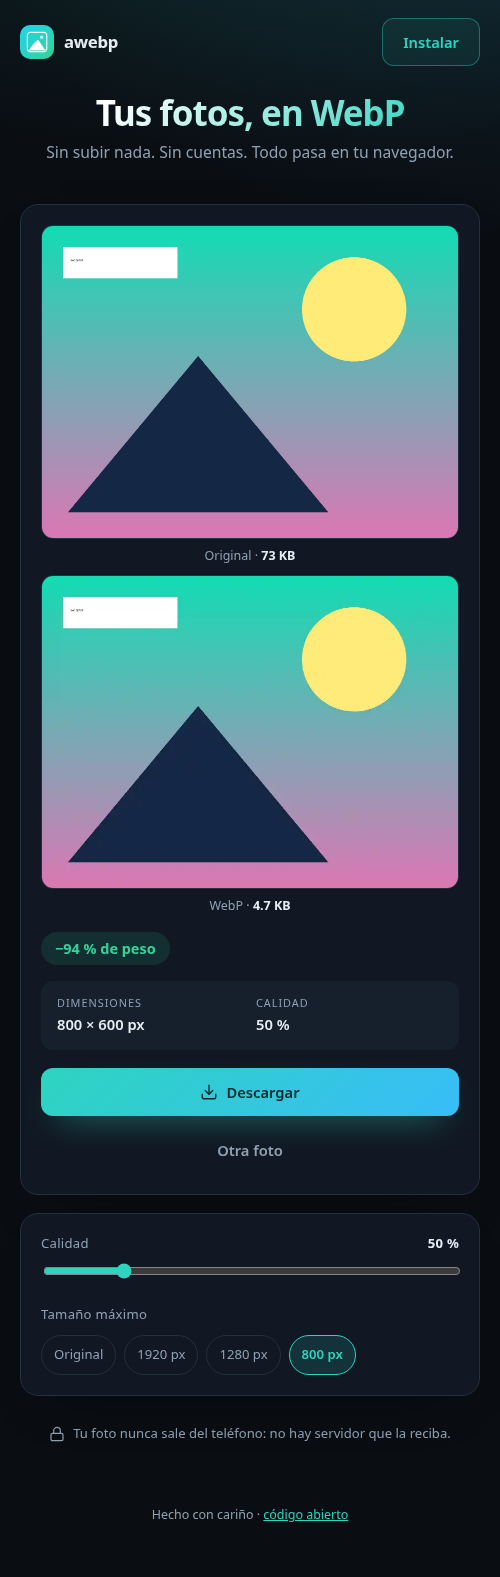 awebp
Instalar
Tus fotos, en WebP
Sin subir nada. Sin cuentas. Todo pasa en tu navegador.
Original · 73 KB
WebP · 4.7 KB
−94 % de peso
DIMENSIONES
800 × 600 px
CALIDAD
50 %
Descargar
Otra foto
Calidad
50 %
Tamaño máximo
Original
1920 px
1280 px
800 px
Tu foto nunca sale del teléfono: no hay servidor que la reciba.
Hecho con cariño · código abierto